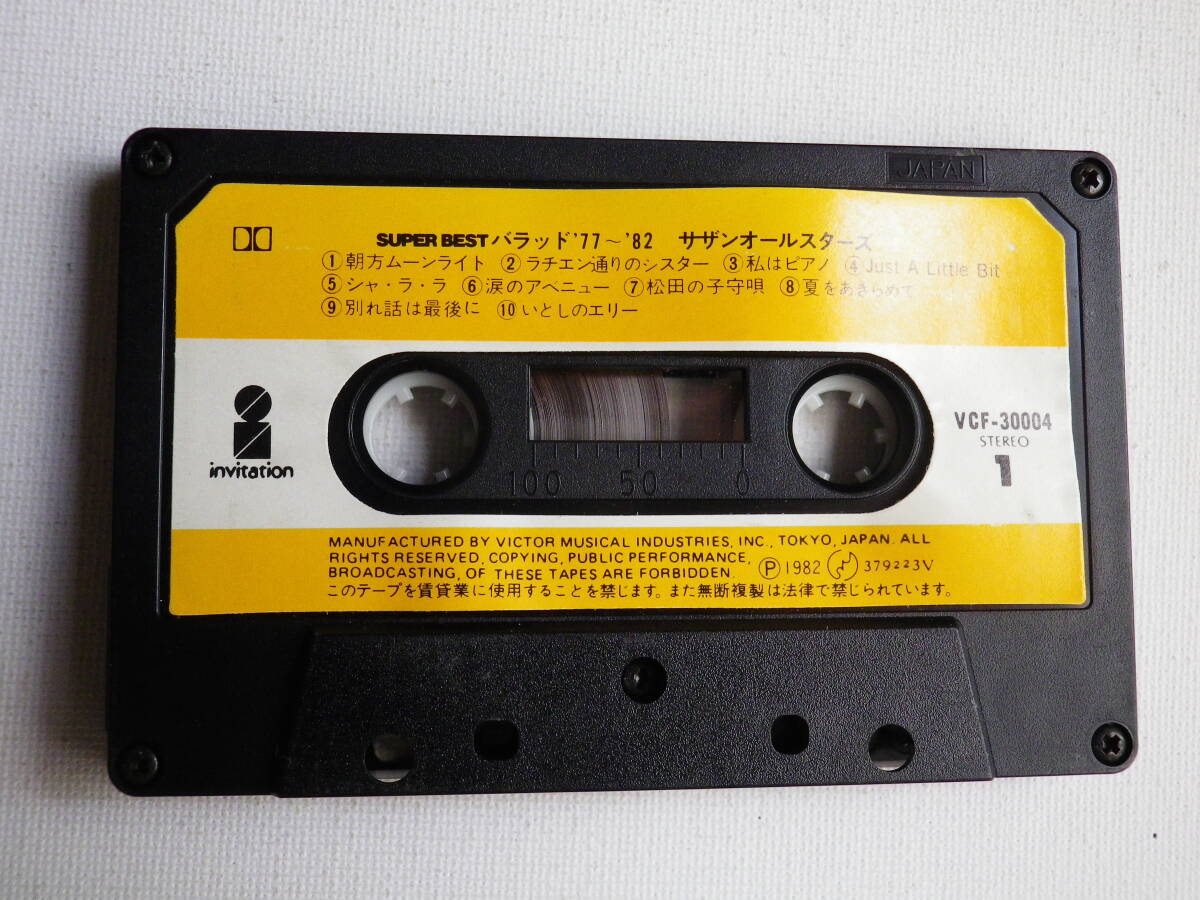 JAPAN
SUPER BEST バラッド'77〜'82 サザンオールスターズ
①朝方ムーンライト ②ラチエン通りのシスター ③私はピアノ ④Just A Little Bit
⑤シャ・ラ・ラ ⑥涙のアベニュー ⑦松田の子守唄 ⑧夏をあきらめて
⑨別れ話は最後に ⑩いとしのエリー
invitation
VCF-30004
STEREO
1
100 50 0
MANUFACTURED BY VICTOR MUSICAL INDUSTRIES, INC., TOKYO, JAPAN. ALL
RIGHTS RESERVED, COPYING, PUBLIC PERFORMANCE,
BROADCASTING, OF THESE TAPES ARE FORBIDDEN. Ⓟ1982 379223V
このテープを賃貸業に使用することを禁じます。また無断複製は法律で禁じられています。